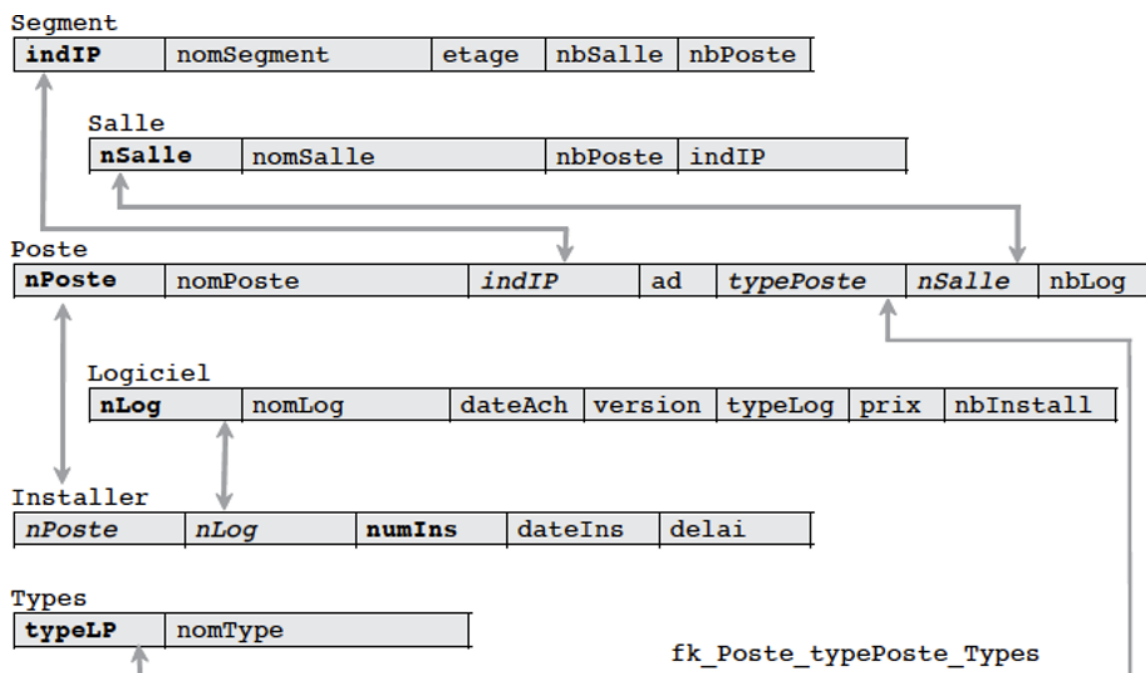 Segment
indIP nomSegment etage nbSalle nbPoste
Salle
nSalle nomSalle nbPoste indIP
Poste
nPoste nomPoste indIP ad typePoste nSalle nbLog
Logiciel
nLog nomLog dateAch version typeLog prix nbInstall
Installer
nPoste nLog numIns dateIns delai
Types
typeLP nomType
fk_Poste_typePoste_Types